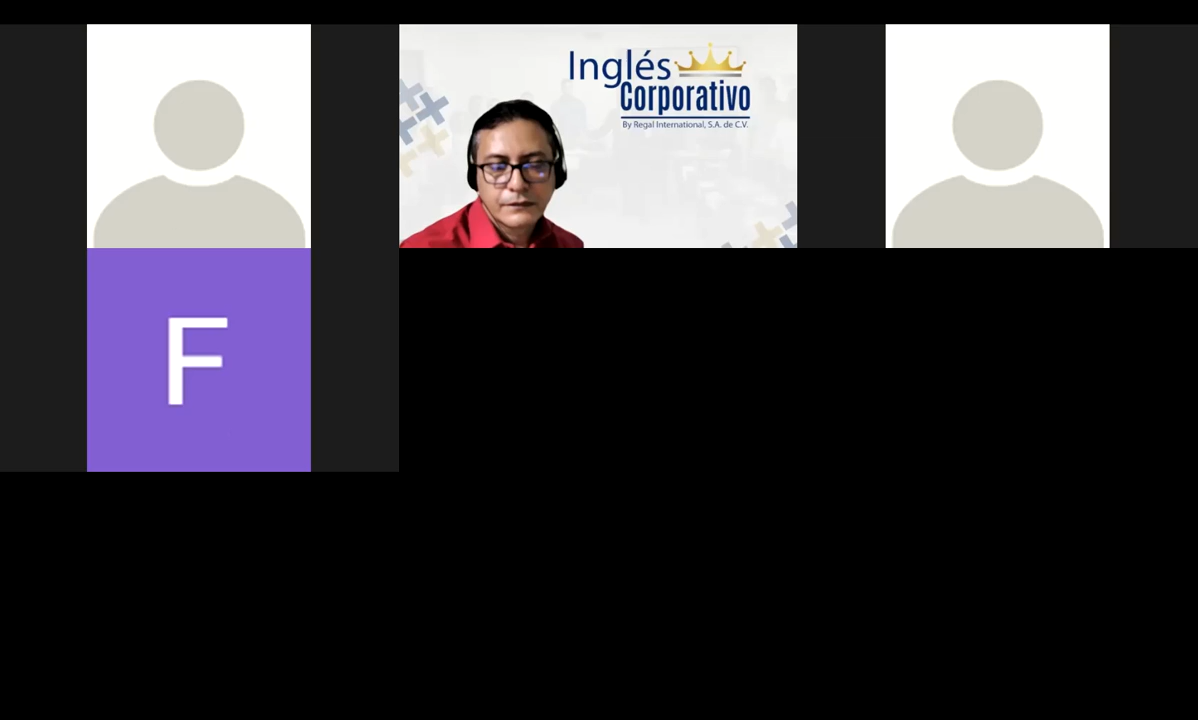 Inglés
Corporativo
By Regal International, S.A. de C.V.
F